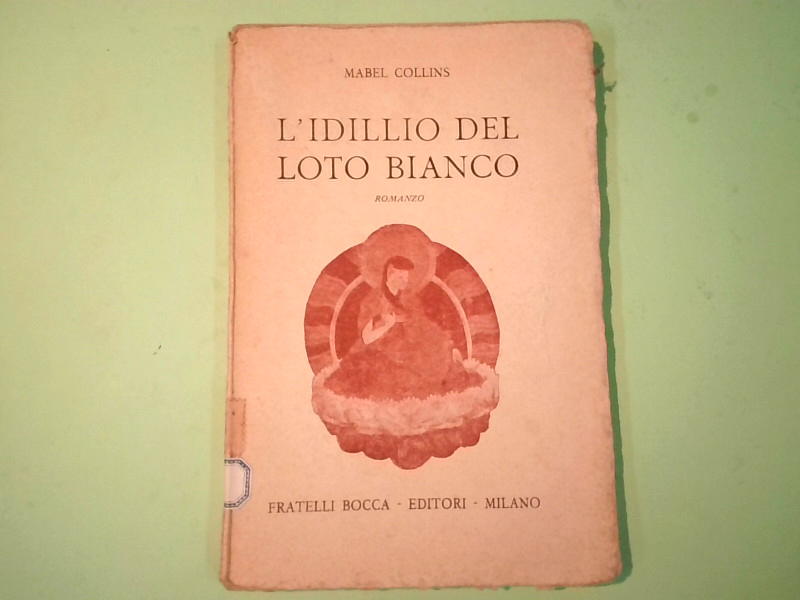 MABEL COLLINS
L'IDILLIO DEL
LOTO BIANCO
ROMANZO
FRATELLI BOCCA - EDITORI - MILANO